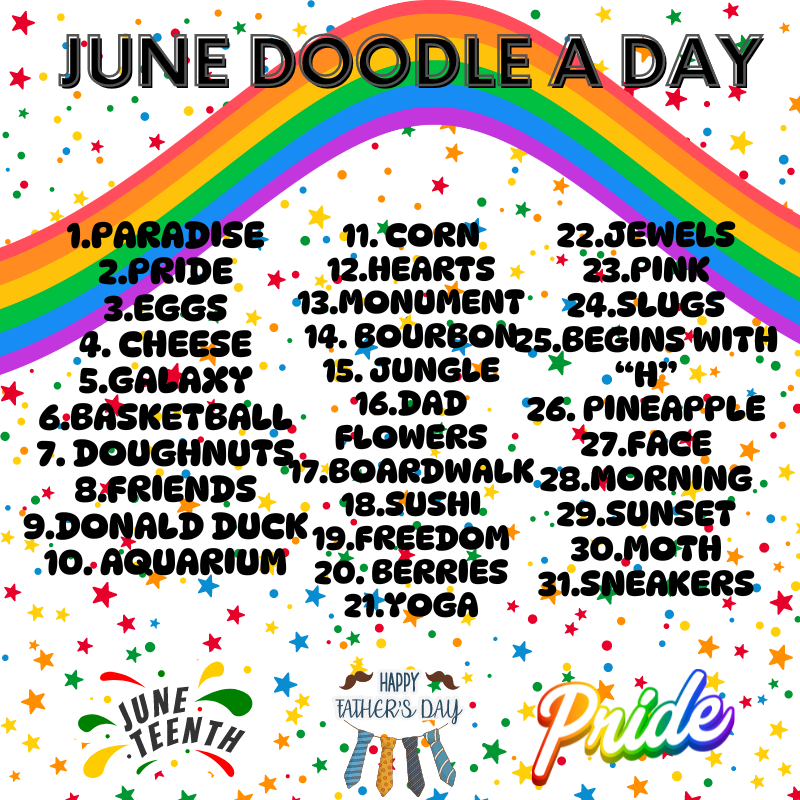 JUNE DOODLE A DAY
1.PARADISE
2.PRIDE
3.EGGS
4. CHEESE
5.GALAXY
6.BASKETBALL
7. DOUGHNUTS
8.FRIENDS
9.DONALD DUCK
10. AQUARIUM
11. CORN
12.HEARTS
13.MONUMENT
14. BOURBON
15. JUNGLE
16.DAD
FLOWERS
17.BOARDWALK
18.SUSHI
19.FREEDOM
20. BERRIES
21.YOGA
22.JEWELS
23.PINK
24.SLUGS
25.BEGINS WITH
“H”
26. PINEAPPLE
27.FACE
28.MORNING
29.SUNSET
30.MOTH
31.SNEAKERS
JUNE
TEENTH
HAPPY
FATHER'S DAY
Pride